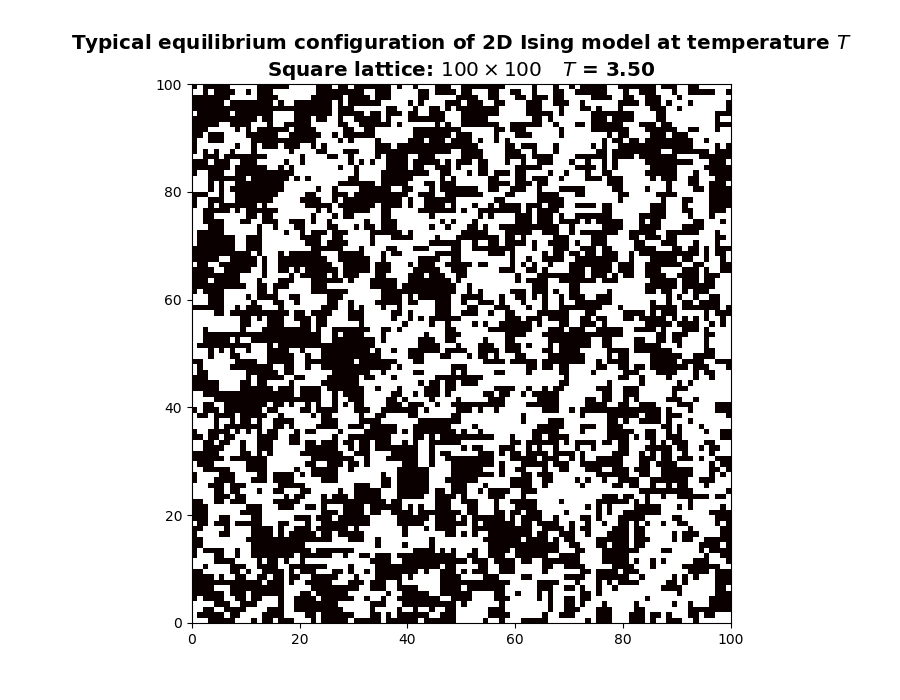 Typical equilibrium configuration of 2D Ising model at temperature T
Square lattice: 100 × 100 T = 3.50
100
80
60
40
20
0
0 20 40 60 80 100